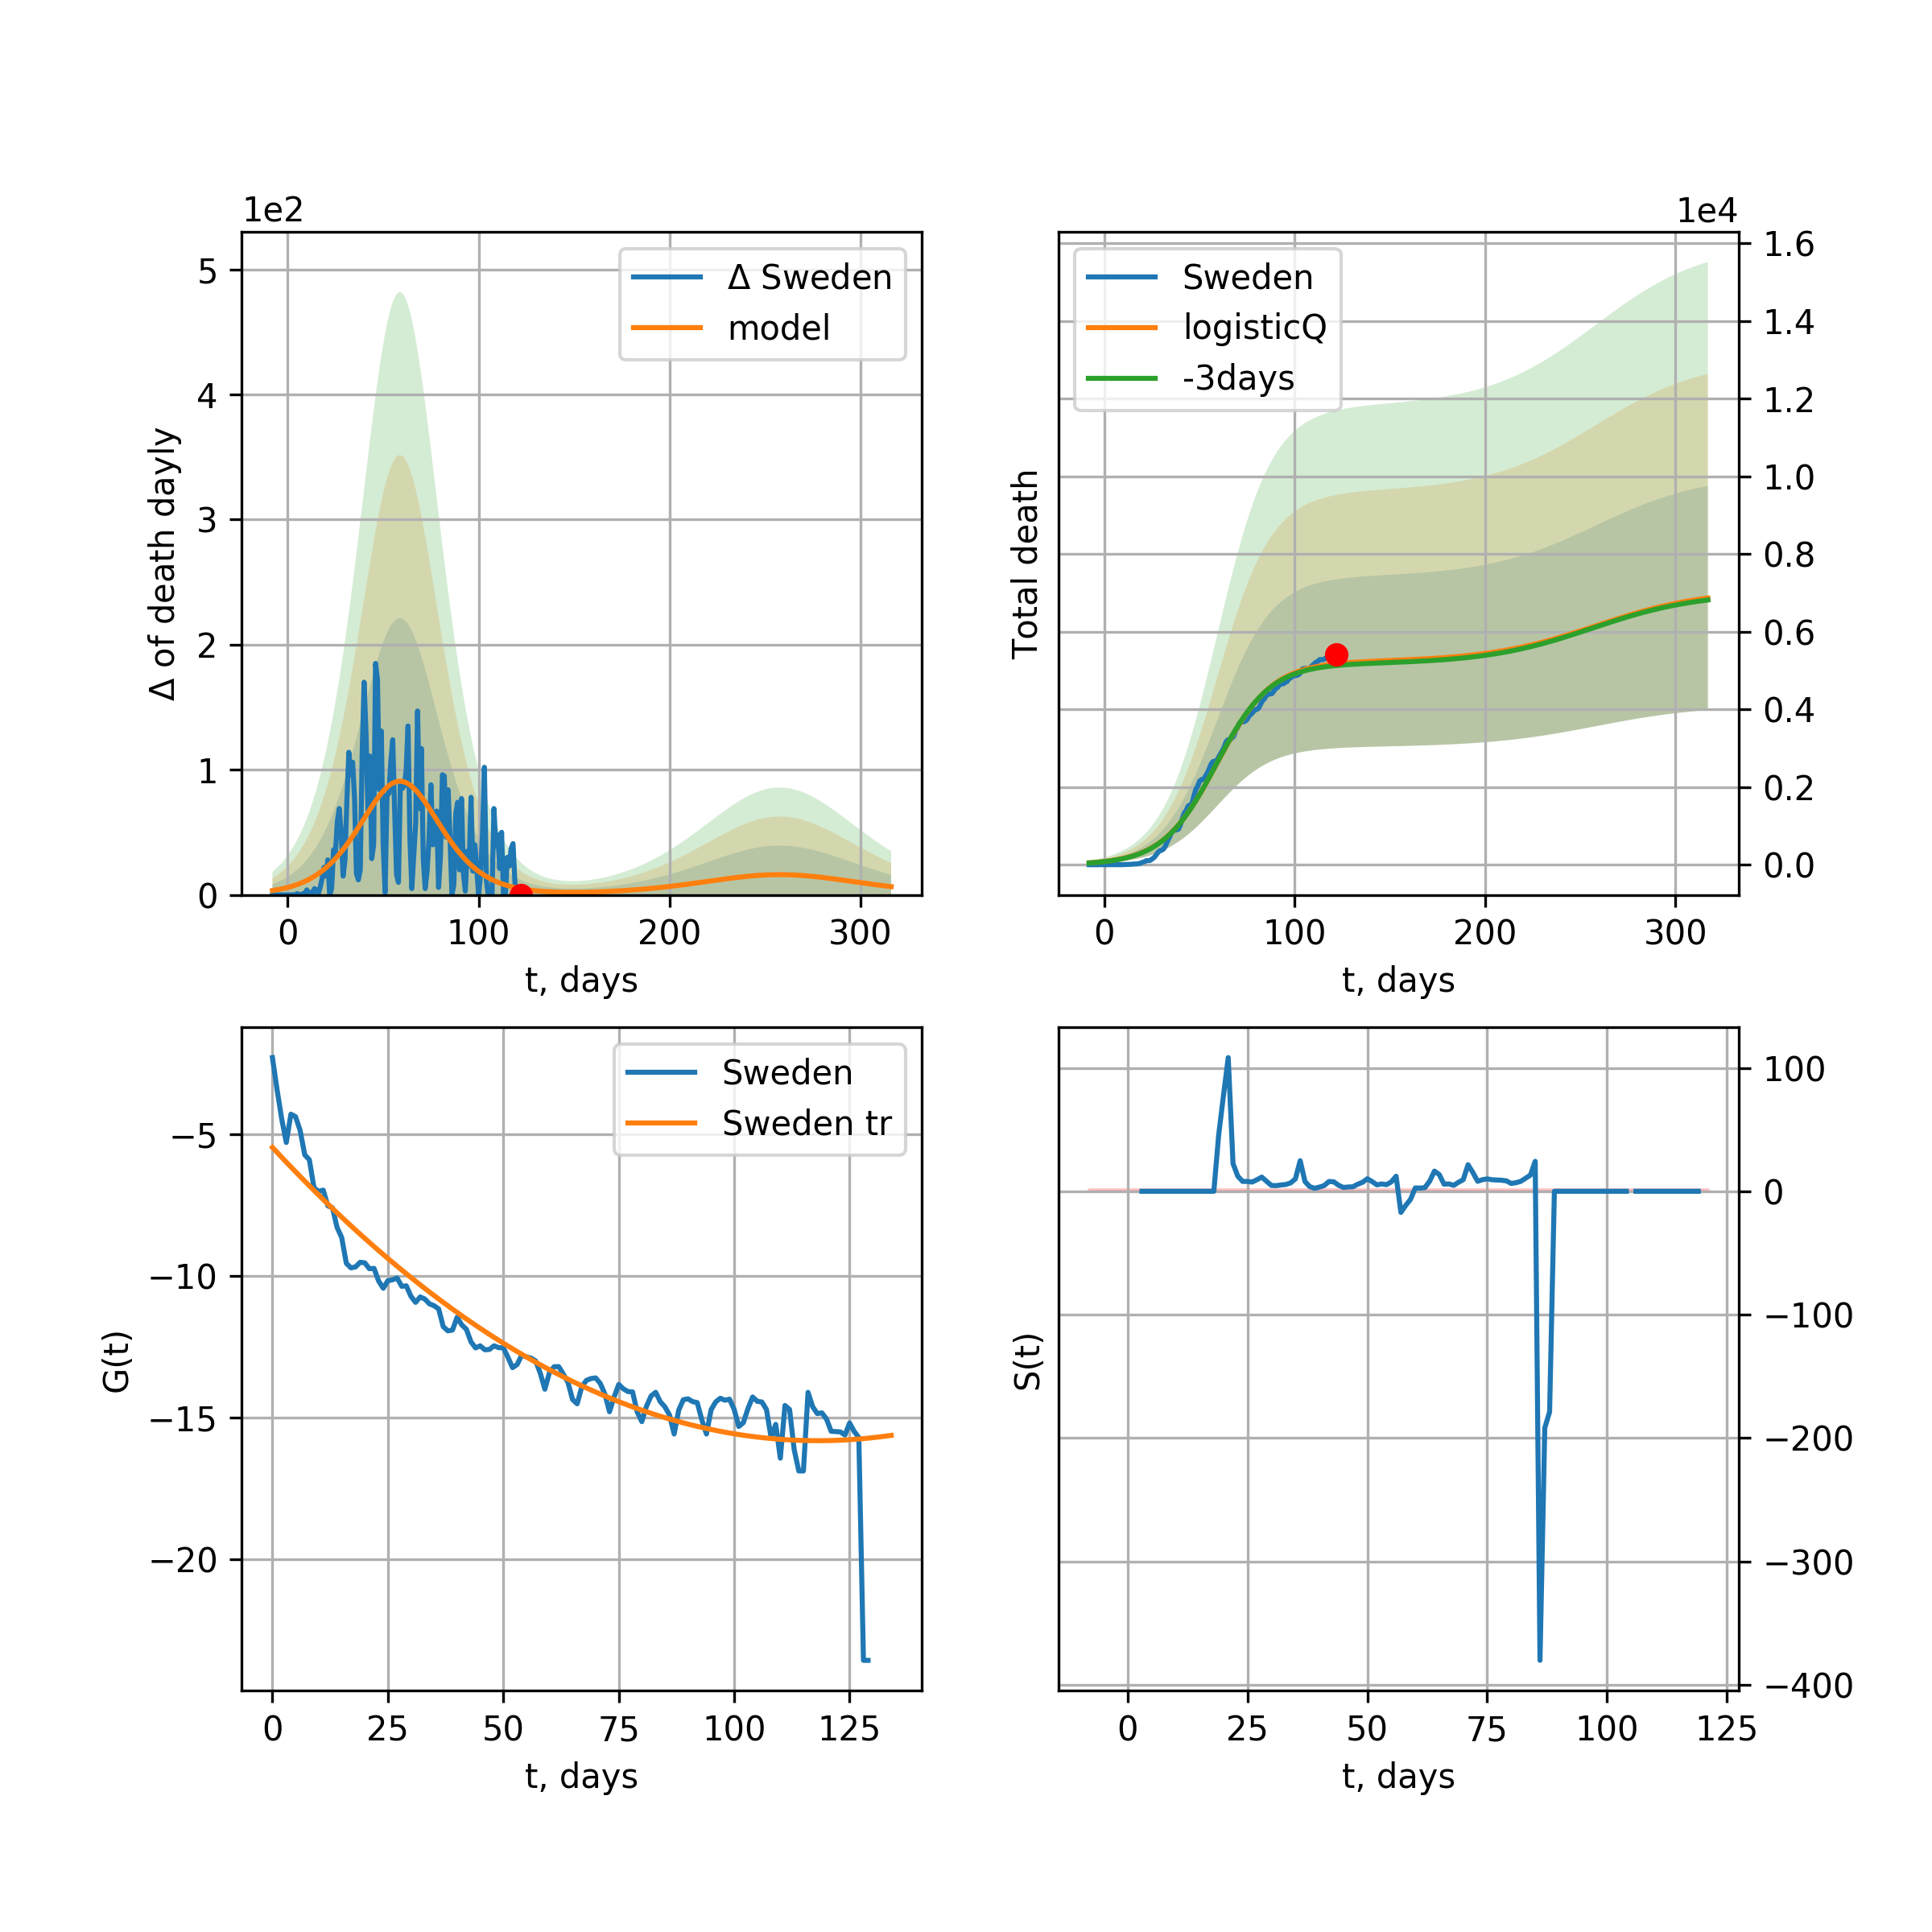 1e2
5
4
3
2
1
0
Δ of death dayly
Δ Sweden
model
0 100 200 300
t, days
1e4
1.6
1.4
1.2
1.0
0.8
0.6
0.4
0.2
0.0
Total death
Sweden
logisticQ
-3days
0 100 200 300
t, days
−5
−10
−15
−20
G(t)
Sweden
Sweden tr
0 25 50 75 100 125
t, days
100
0
−100
−200
−300
−400
S(t)
0 25 50 75 100 125
t, days